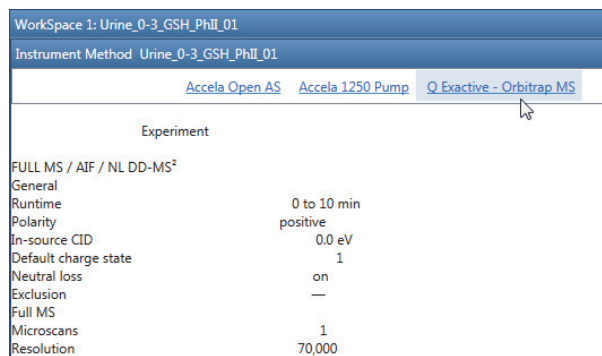 WorkSpace 1: Urine_0-3_GSH_PhII_01
Instrument Method Urine_0-3_GSH_PhII_01
Accela Open AS Accela 1250 Pump Q Exactive - Orbitrap MS
Experiment
FULL MS / AIF / NL DD-MS²
General
Runtime 0 to 10 min
Polarity positive
In-source CID 0.0 eV
Default charge state 1
Neutral loss on
Exclusion —
Full MS
Microscans 1
Resolution 70,000